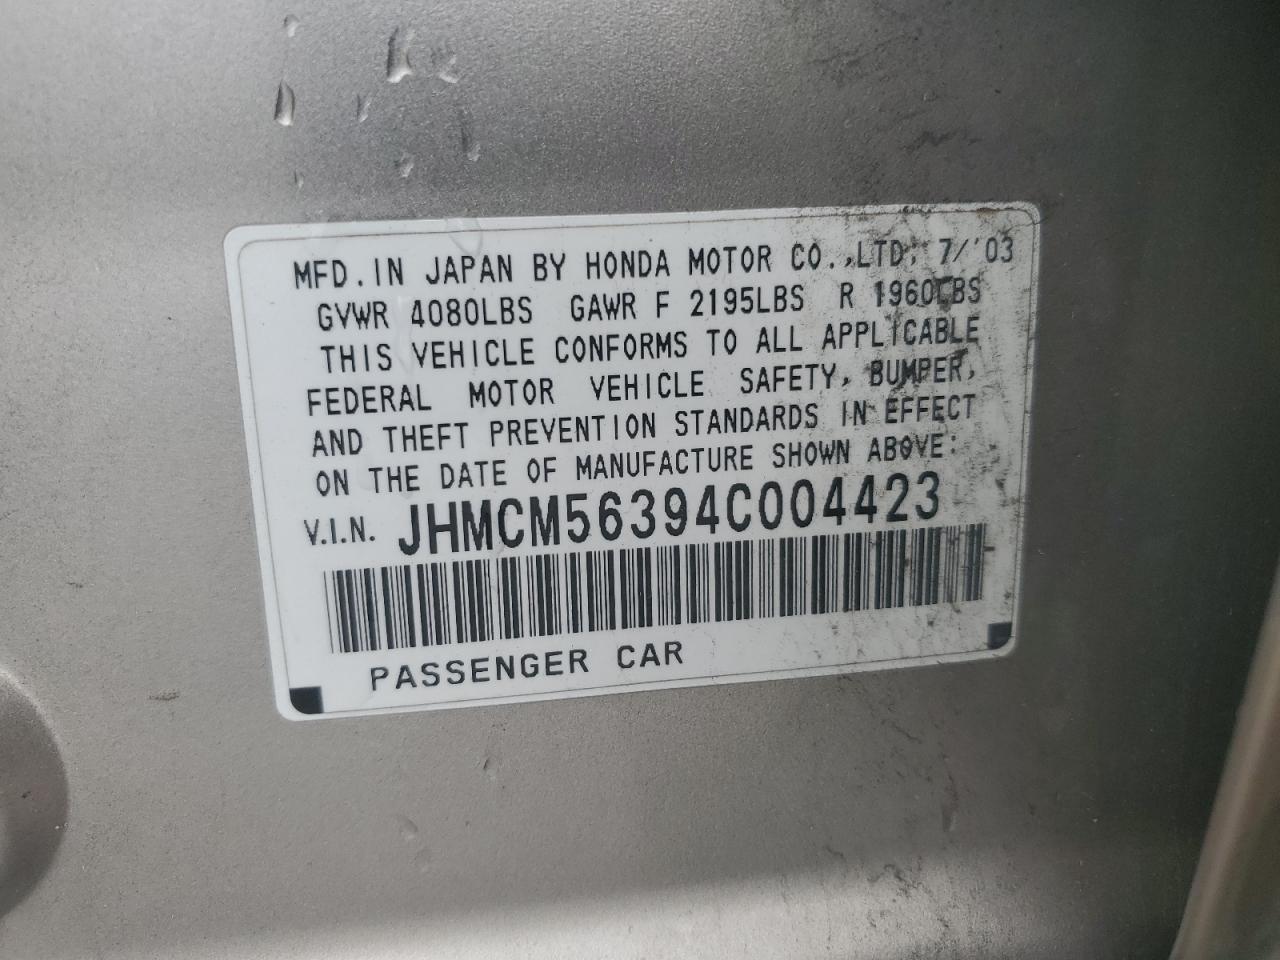 MFD. IN JAPAN BY HONDA MOTOR CO.,LTD. 7/'03
GVWR 4080LBS GAWR F 2195LBS R 1960LBS
THIS VEHICLE CONFORMS TO ALL APPLICABLE
FEDERAL MOTOR VEHICLE SAFETY, BUMPER,
AND THEFT PREVENTION STANDARDS IN EFFECT
ON THE DATE OF MANUFACTURE SHOWN ABOVE:
V.I.N. JHMCM56394C004423
PASSENGER CAR